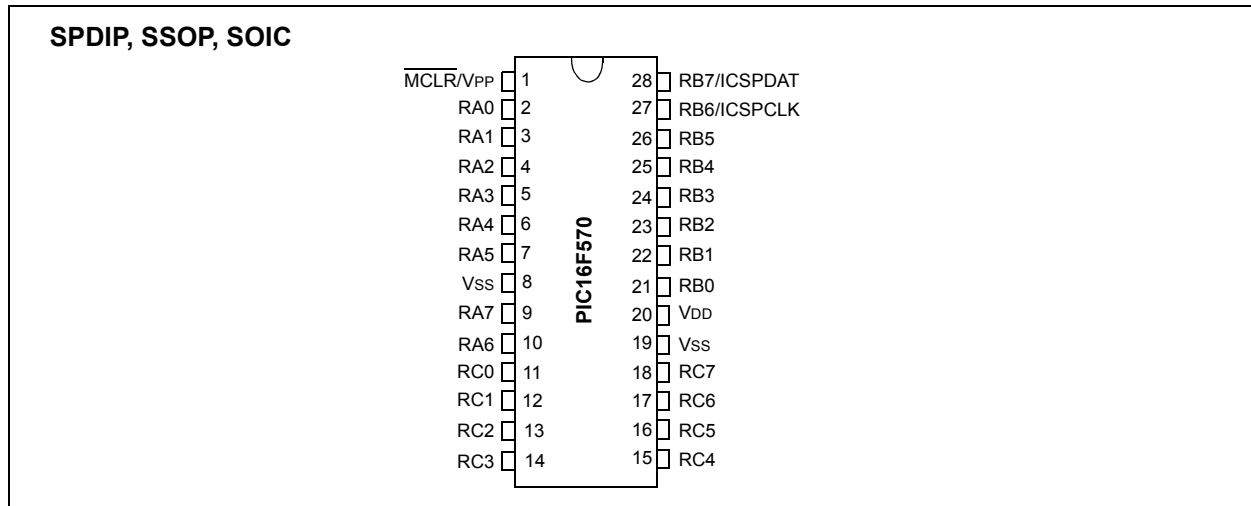 SPDIP, SSOP, SOIC
MCLR/VPP 1 28 RB7/ICSPDAT
RA0 2 27 RB6/ICSPCLK
RA1 3 26 RB5
RA2 4 25 RB4
RA3 5 24 RB3
RA4 6 23 RB2
RA5 7 22 RB1
VSS 8 21 RB0
RA7 9 20 VDD
RA6 10 19 VSS
RC0 11 18 RC7
RC1 12 17 RC6
RC2 13 16 RC5
RC3 14 15 RC4
PIC16F570